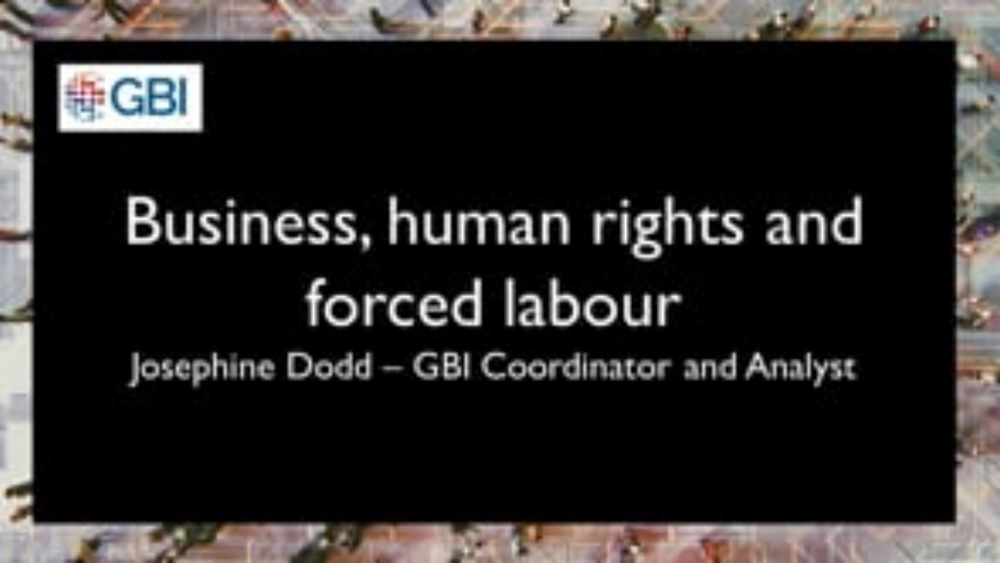 GBI
Business, human rights and
forced labour
Josephine Dodd – GBI Coordinator and Analyst